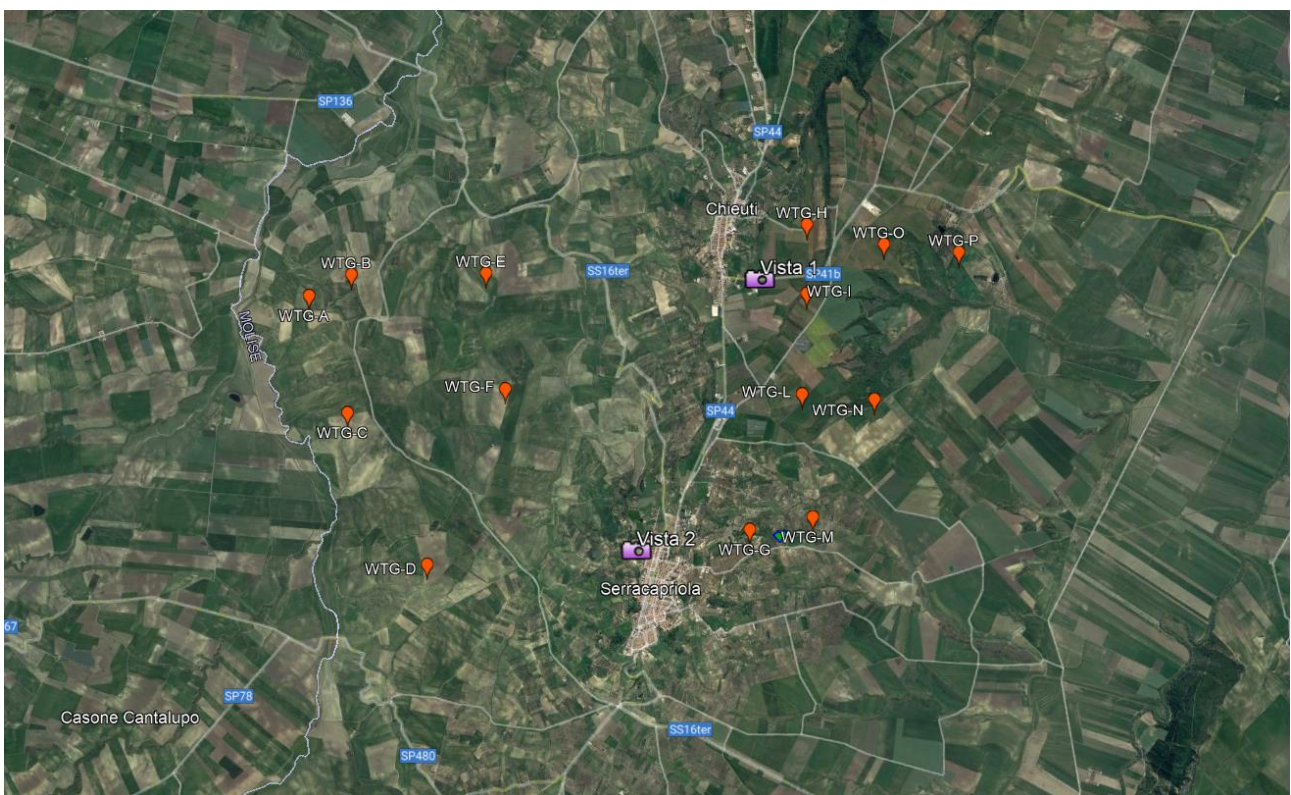 SP136
SP44
Chieuti
WTG-H
WTG-O
WTG-P
WTG-B
WTG-E
SS16ter
Vista 1
SP41b
WTG-I
WTG-A
MOLISE
WTG-F
WTG-L
WTG-N
SP44
WTG-C
Vista 2
WTG-G
WTG-M
WTG-D
Serracapriola
67
SP78
Casone Cantalupo
SS16ter
SP480